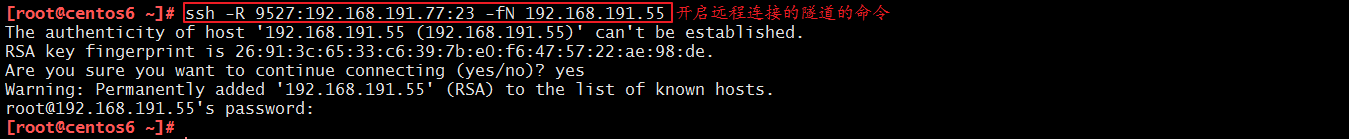 [root@centos6 ~]# ssh -R 9527:192.168.191.77:23 -fN 192.168.191.55 开启远程连接的隧道的命令
The authenticity of host '192.168.191.55 (192.168.191.55)' can't be established.
RSA key fingerprint is 26:91:3c:65:33:c6:39:7b:e0:f6:47:57:22:ae:98:de.
Are you sure you want to continue connecting (yes/no)? yes
Warning: Permanently added '192.168.191.55' (RSA) to the list of known hosts.
root@192.168.191.55's password:
[root@centos6 ~]#